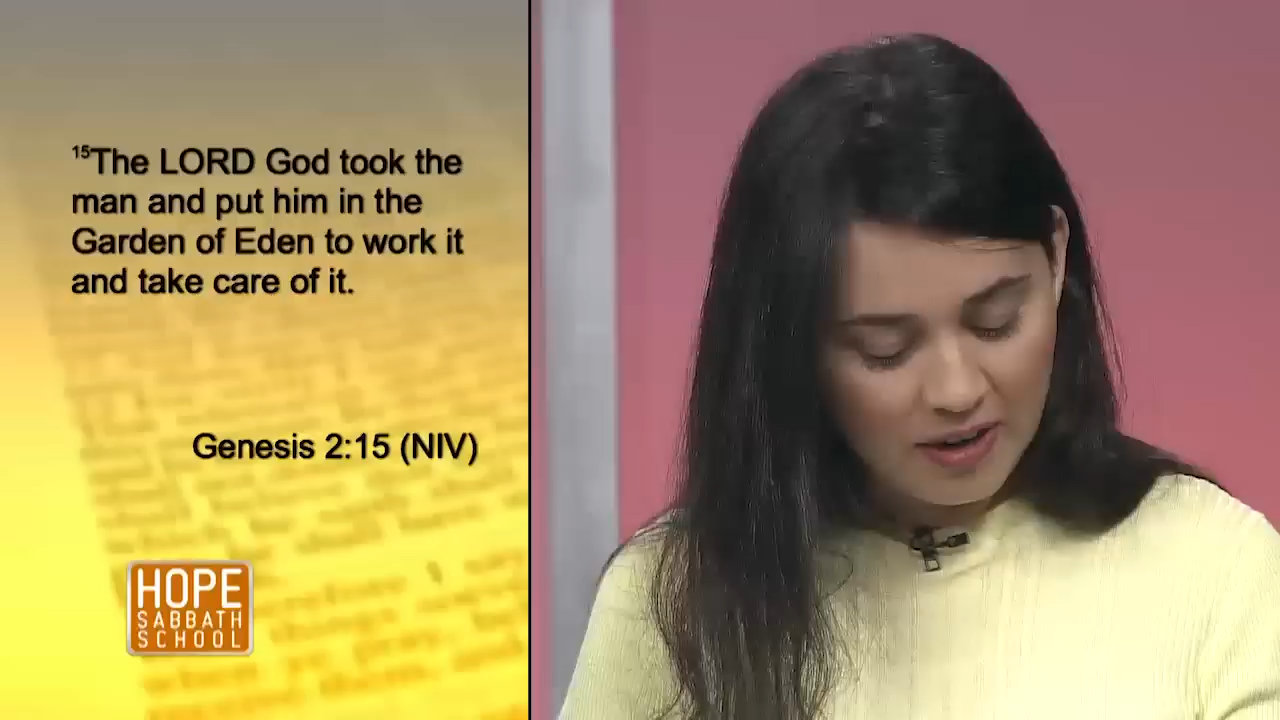 ¹⁵The LORD God took the
man and put him in the
Garden of Eden to work it
and take care of it.
Genesis 2:15 (NIV)
HOPE
SABBATH
SCHOOL